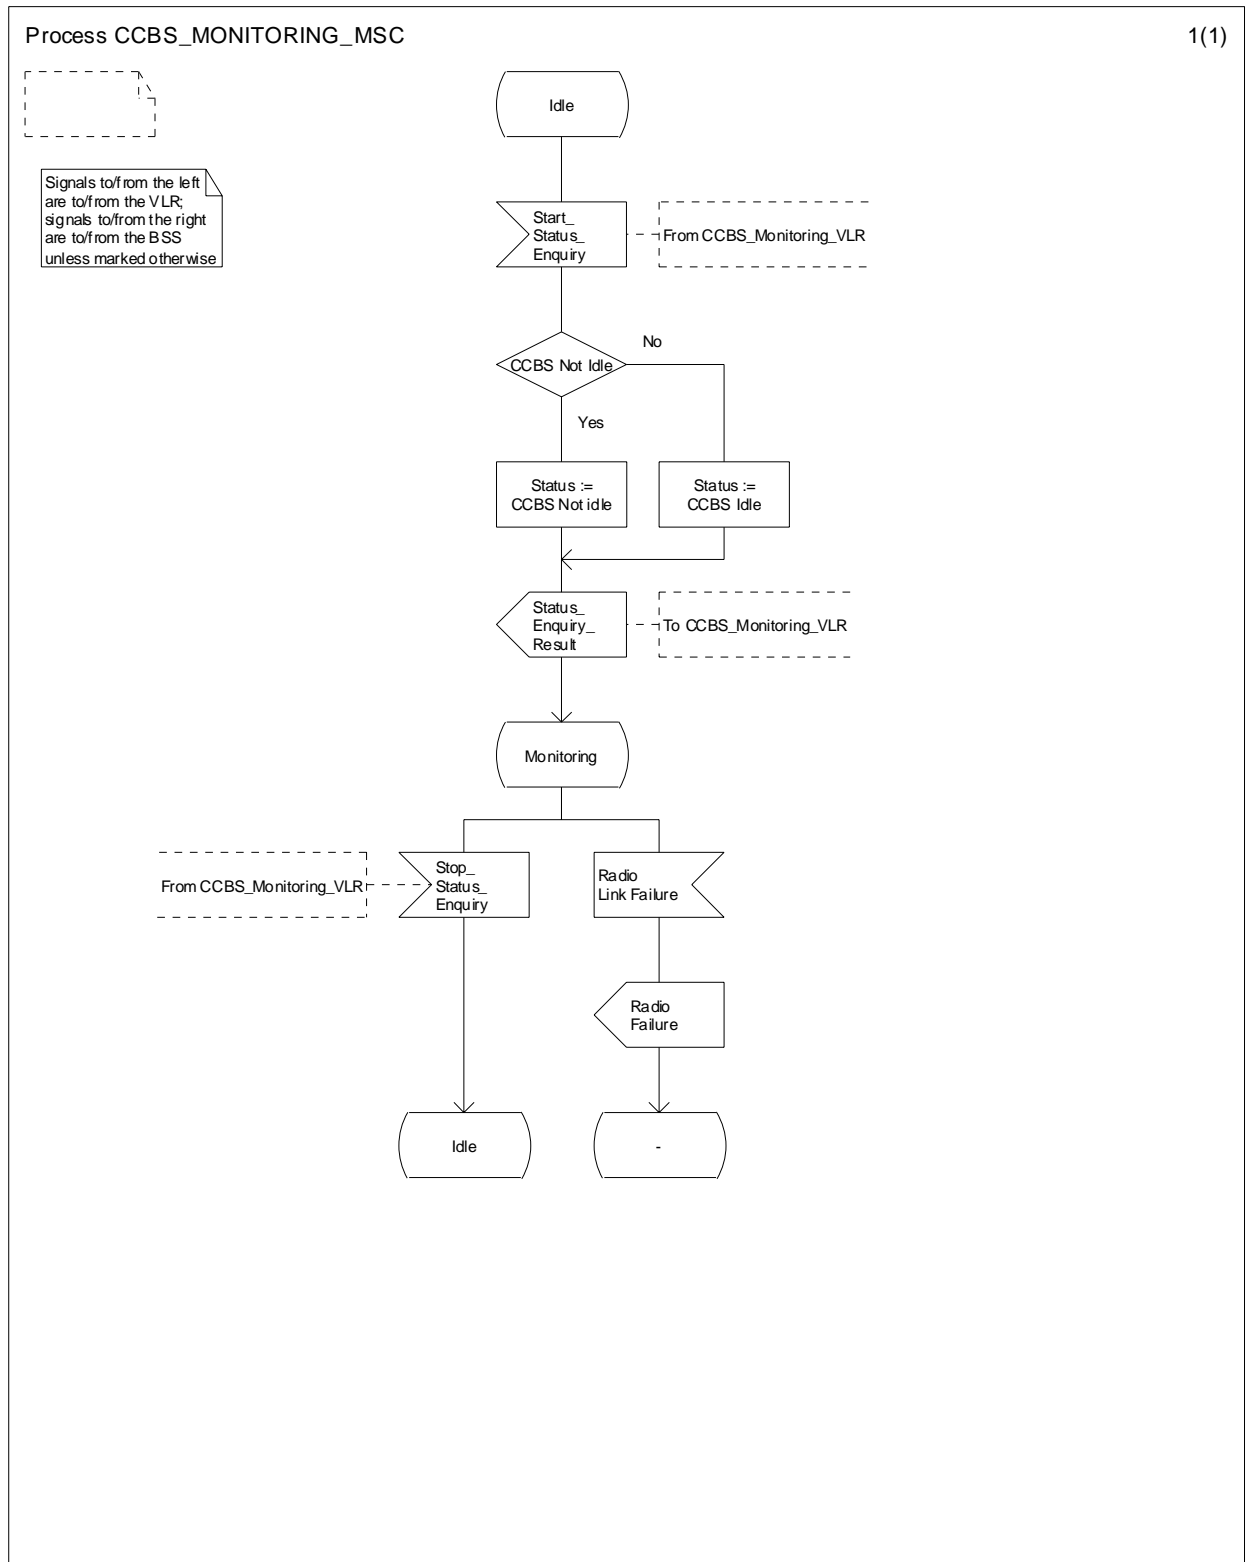 Process CCBS_MONITORING_MSC
1(1)
Idle
Signals to/from the left
are to/from the VLR;
signals to/from the right
are to/from the BSS
unless marked otherwise
Start_
Status_
Enquiry
From CCBS_Monitoring_VLR
CCBS Not Idle
No
Yes
Status :=
CCBS Not idle
Status :=
CCBS Idle
Status_
Enquiry_
Result
To CCBS_Monitoring_VLR
Monitoring
From CCBS_Monitoring_VLR
Stop_
Status_
Enquiry
Radio
Link Failure
Radio
Failure
Idle
-